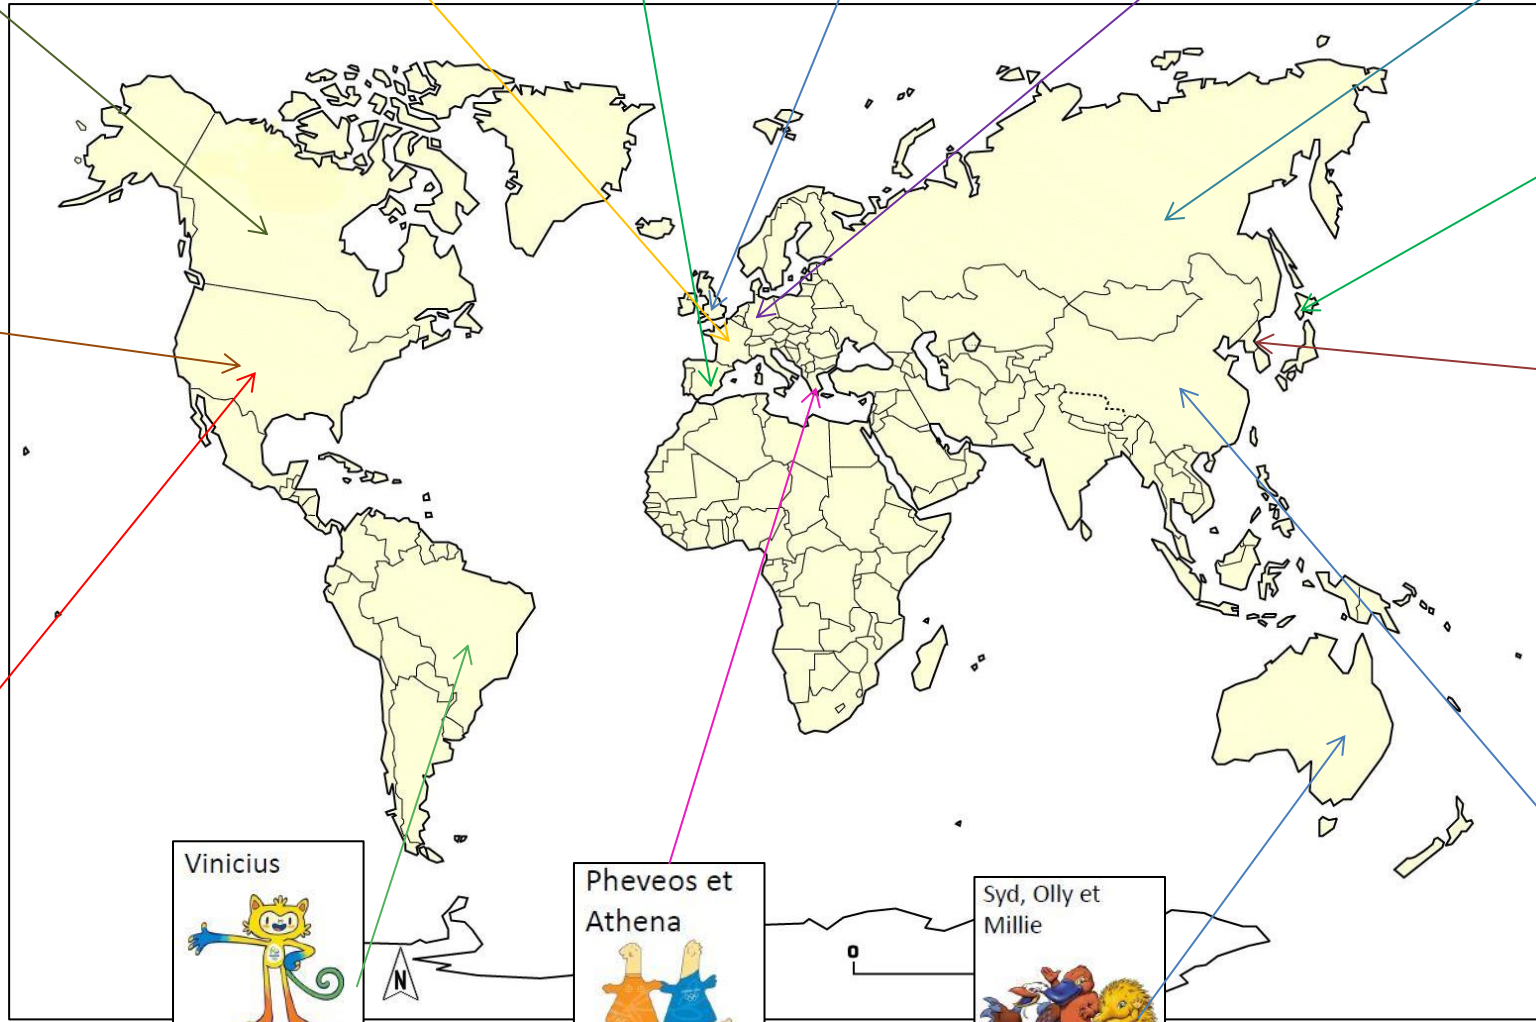 Vinicius
Pheveos et
Athena
Syd, Olly et
Millie
0
N